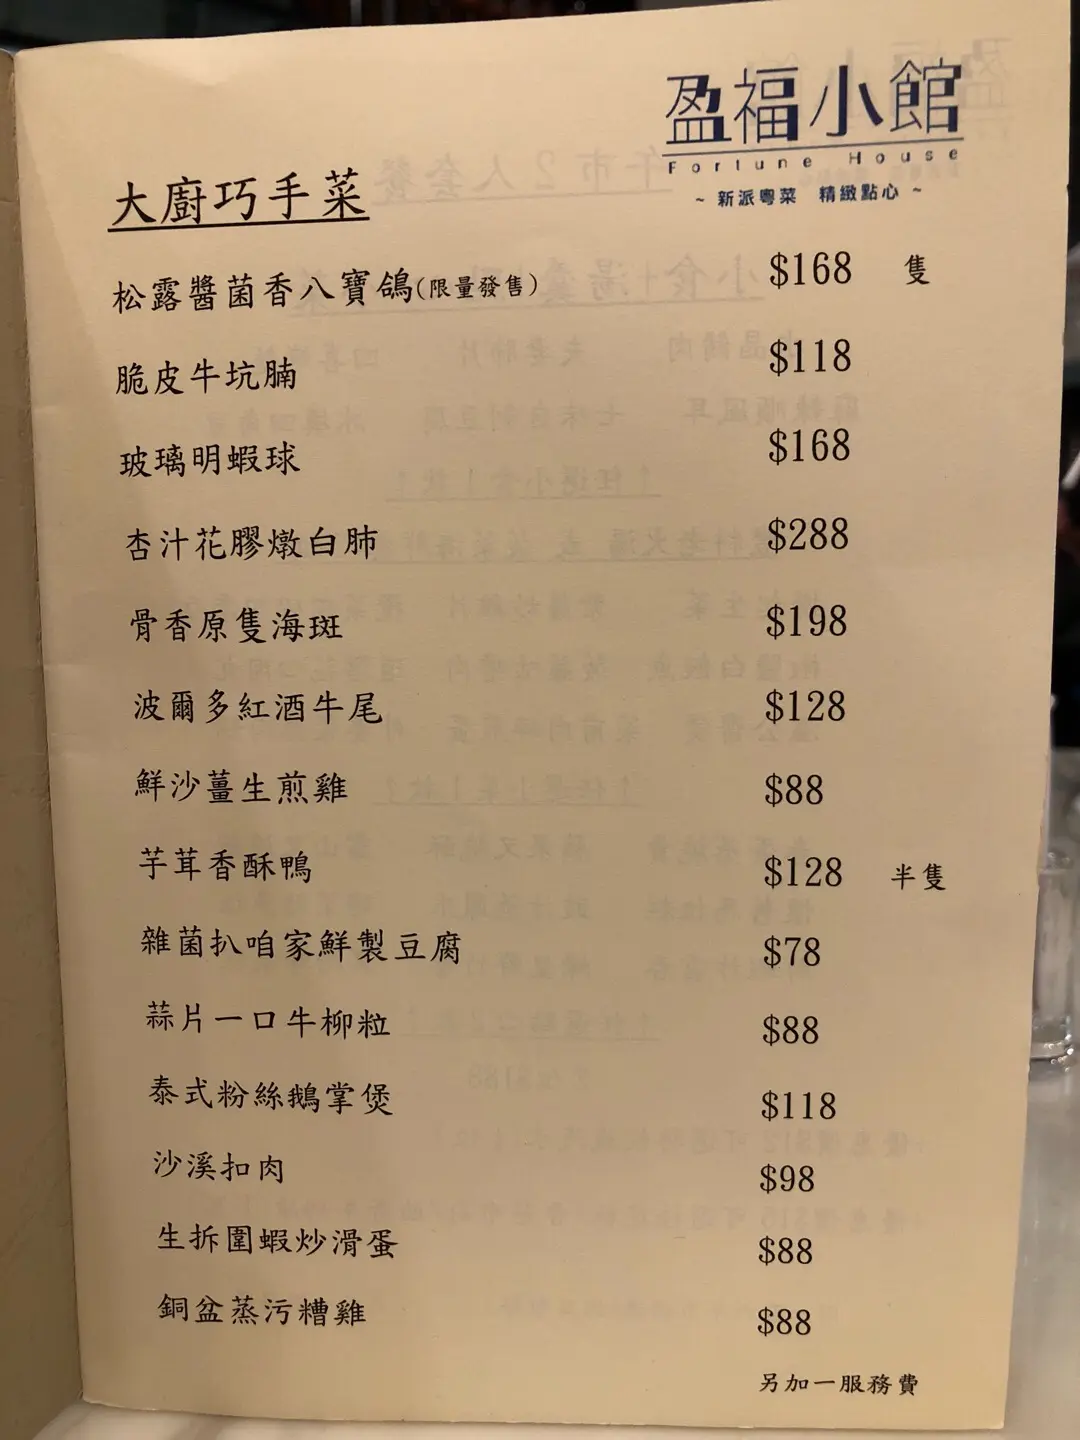 盈福小館
Fortune House
~ 新派粵菜 精緻點心 ~
大廚巧手菜
松露醬菌香八寶鴿(限量發售) $168 隻
脆皮牛坑腩 $118
玻璃明蝦球 $168
杏汁花膠燉白肺 $288
骨香原隻海斑 $198
波爾多紅酒牛尾 $128
鮮沙薑生煎雞 $88
芋茸香酥鴨 $128 半隻
雜菌扒咱家鮮製豆腐 $78
蒜片一口牛柳粒 $88
泰式粉絲鵝掌煲 $118
沙溪扣肉 $98
生拆圍蝦炒滑蛋 $88
銅盆蒸污糟雞 $88
另加一服務費